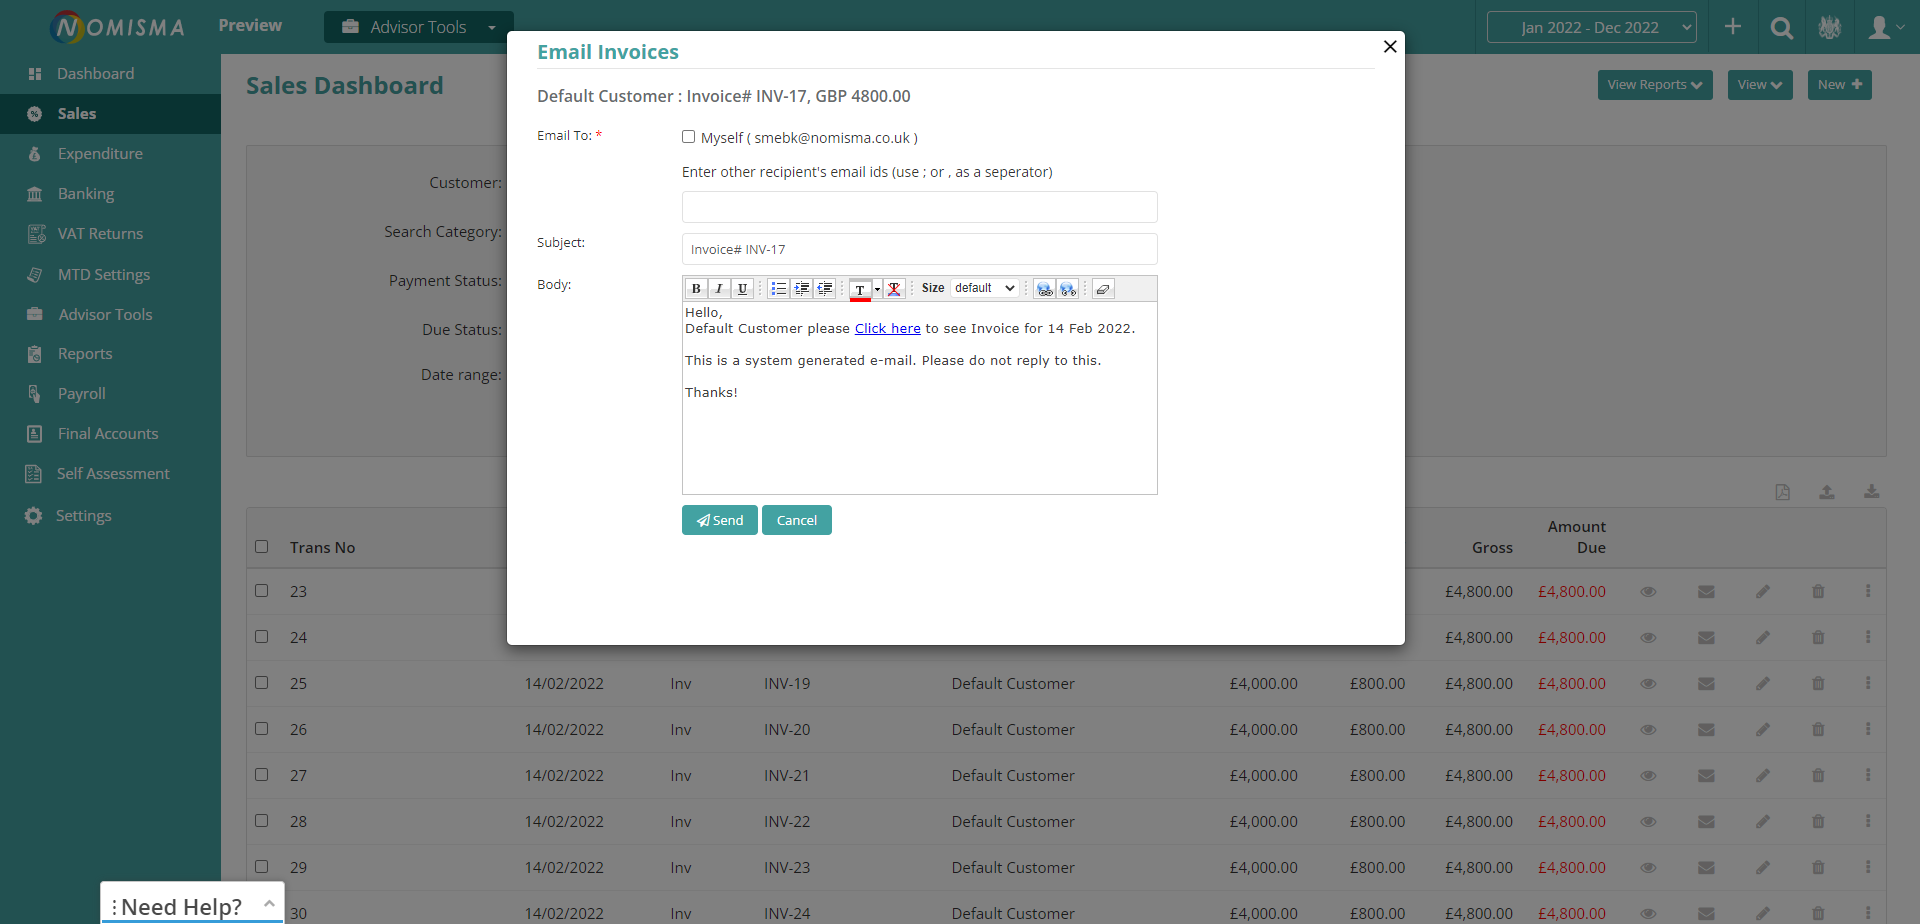 NOMISMA
Preview
Advisor Tools
Jan 2022 - Dec 2022
Dashboard
Sales
Expenditure
Banking
VAT Returns
MTD Settings
Advisor Tools
Reports
Payroll
Final Accounts
Self Assessment
Settings
Sales Dashboard
View Reports
View
New
Customer:
Search Category:
Payment Status:
Due Status:
Date range:
Email Invoices
Default Customer : Invoice# INV-17, GBP 4800.00
Email To: *
Myself ( smebk@nomisma.co.uk )
Enter other recipient's email ids (use ; or , as a seperator)
Subject:
Invoice# INV-17
Body:
B I U T Size default
Hello,
Default Customer please Click here to see Invoice for 14 Feb 2022.
This is a system generated e-mail. Please do not reply to this.
Thanks!
Send Cancel
Trans No Gross Amount Due
23 £4,800.00 £4,800.00
24 £4,800.00 £4,800.00
25 14/02/2022 Inv INV-19 Default Customer £4,000.00 £800.00 £4,800.00 £4,800.00
26 14/02/2022 Inv INV-20 Default Customer £4,000.00 £800.00 £4,800.00 £4,800.00
27 14/02/2022 Inv INV-21 Default Customer £4,000.00 £800.00 £4,800.00 £4,800.00
28 14/02/2022 Inv INV-22 Default Customer £4,000.00 £800.00 £4,800.00 £4,800.00
29 14/02/2022 Inv INV-23 Default Customer £4,000.00 £800.00 £4,800.00 £4,800.00
30 14/02/2022 Inv INV-24 Default Customer £4,000.00 £800.00 £4,800.00 £4,800.00
Need Help?